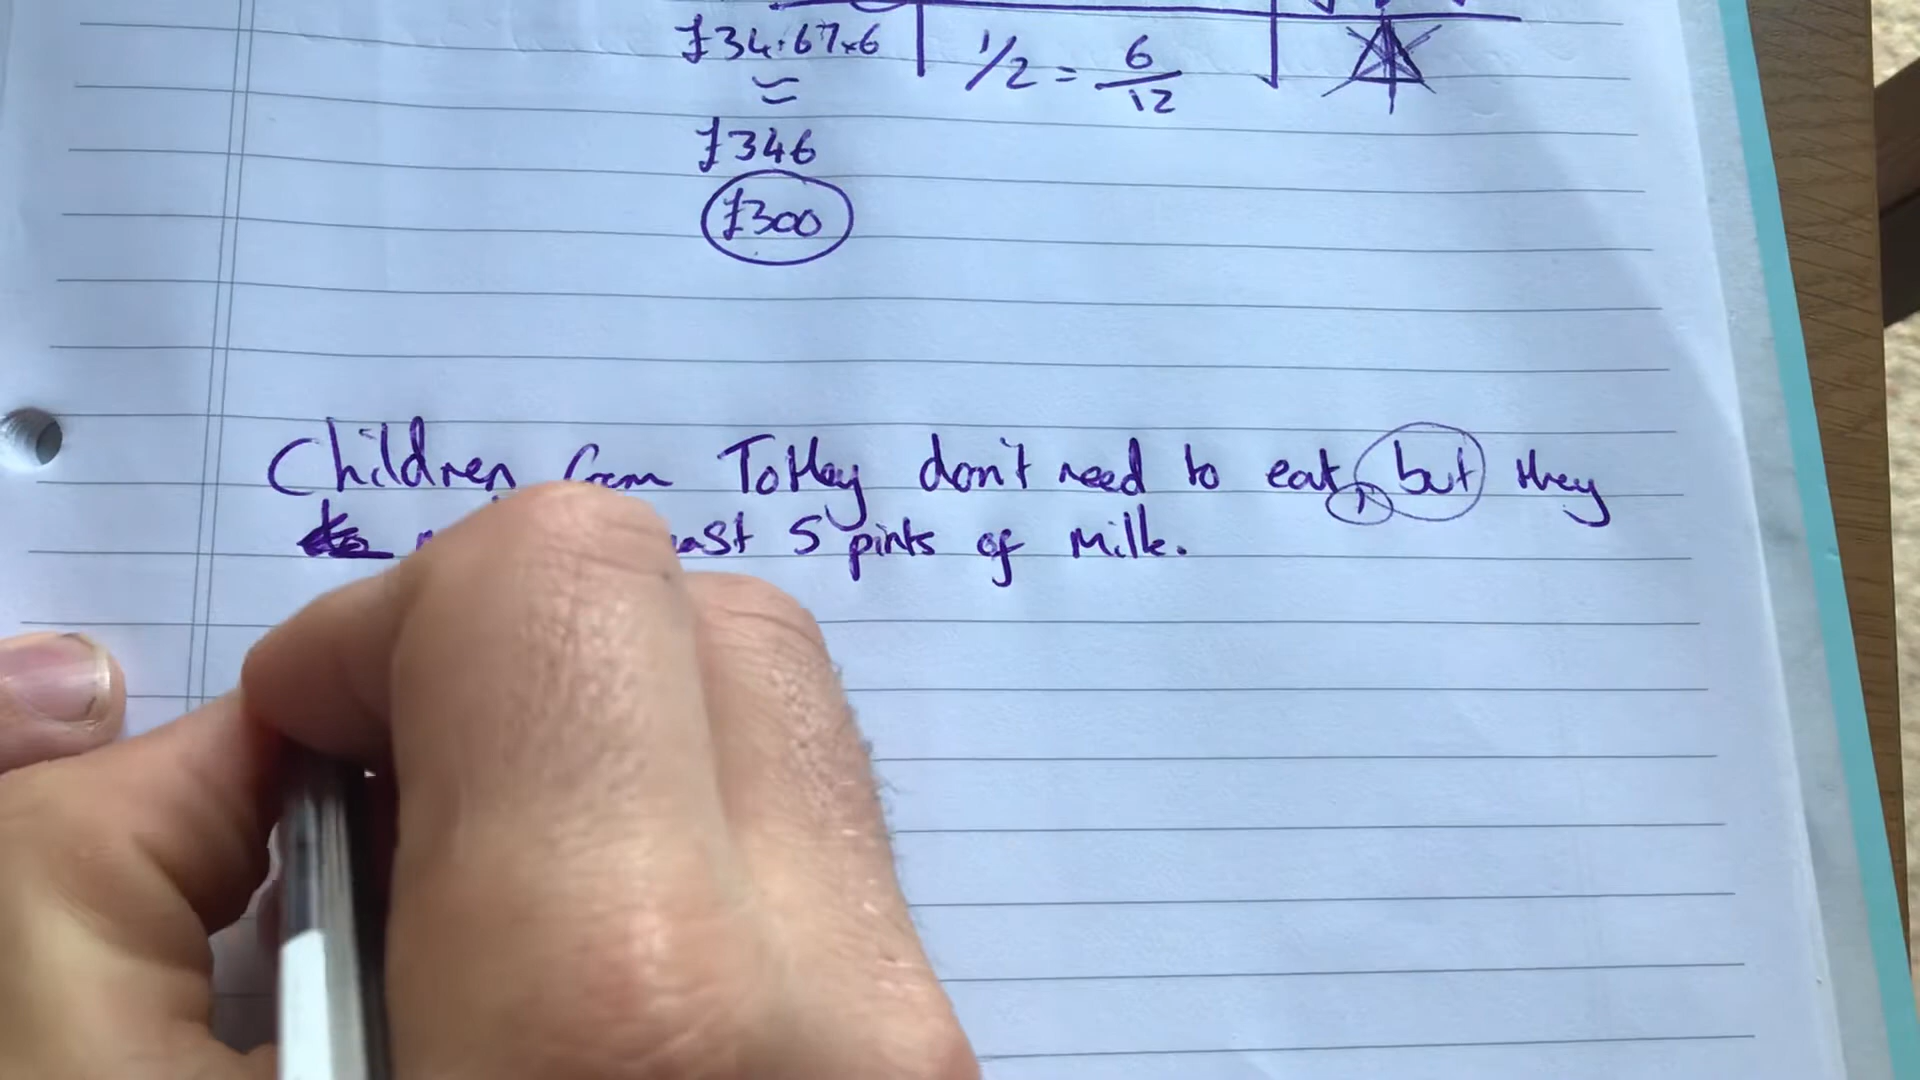 £34.67×6 1/2 = 6/12
≈
£346
£300
Children from Totley don't need to eat, but they
5 pints of milk.